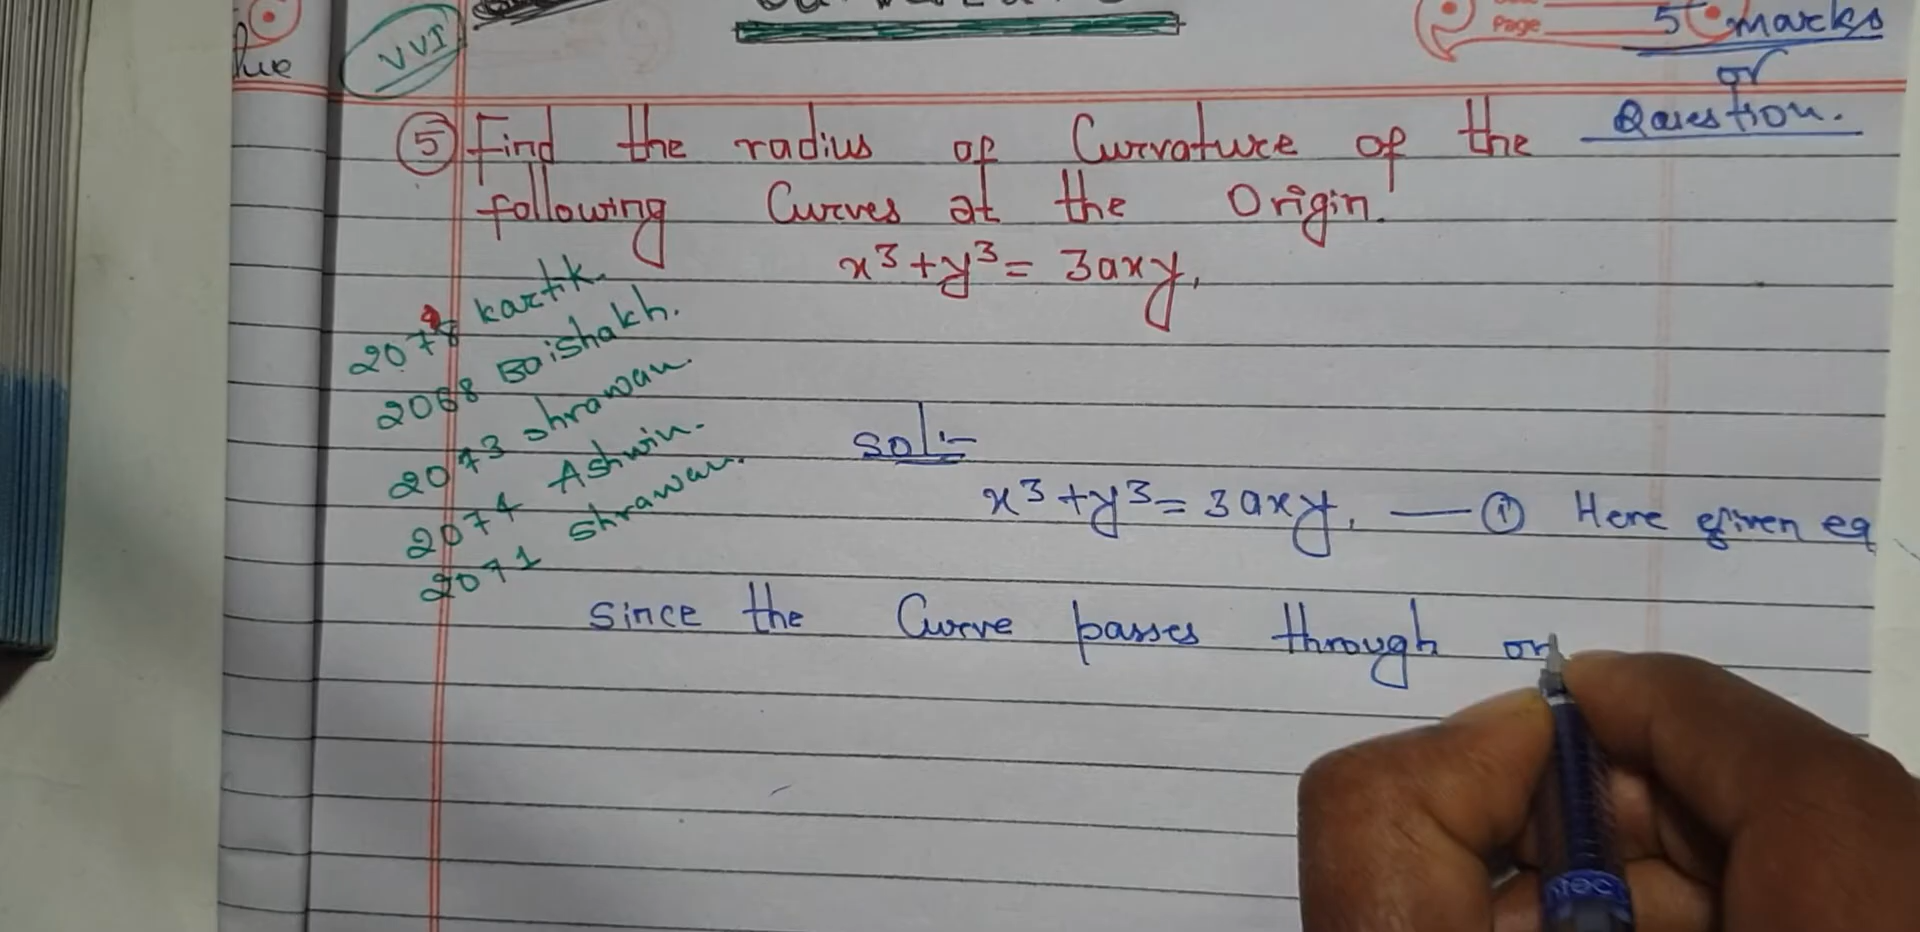 VVI
Page
5 marks
or
Question.
⑤ Find the radius of Curvature of the
following Curves at the Origin.
x³+y³= 3axy,
kartik.
2068 Baishakh.
2073 shrawan.
2074 Ashwin.
2071 shrawan.
Sol:-
x³+y³= 3axy, — ① Here given eq
since the Curve passes through or